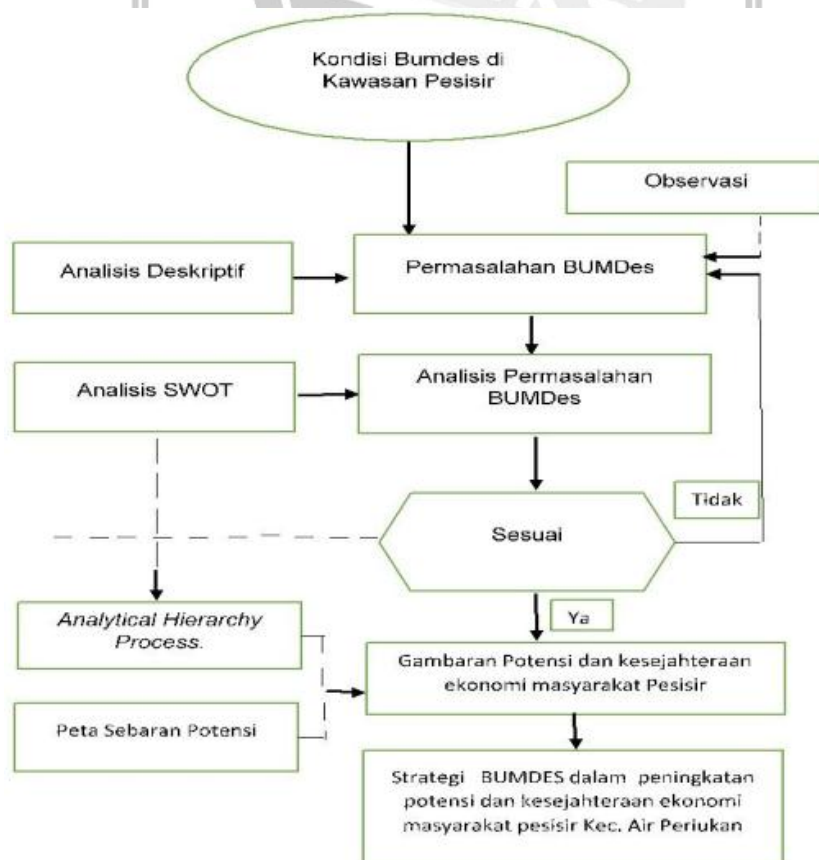 Kondisi Bumdes di
Kawasan Pesisir
Observasi
Analisis Deskriptif
Permasalahan BUMDes
Analisis SWOT
Analisis Permasalahan
BUMDes
Tidak
Sesuai
Ya
Analytical Hierarchy
Process.
Gambaran Potensi dan kesejahteraan
ekonomi masyarakat Pesisir
Peta Sebaran Potensi
Strategi BUMDES dalam peningkatan
potensi dan kesejahteraan ekonomi
masyarakat pesisir Kec. Air Periukan